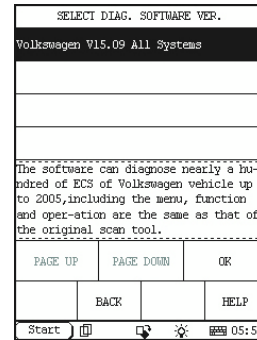 SELECT DIAG. SOFTWARE VER.
Volkswagen V15.09 All Systems
The software can diagnose nearly a hu-
ndred of ECS of Volkswagen vehicle up
to 2005,including the menu, function
and oper-ation are the same as that of
the original scan tool.
PAGE UP PAGE DOWN OK
BACK HELP
Start 05:5